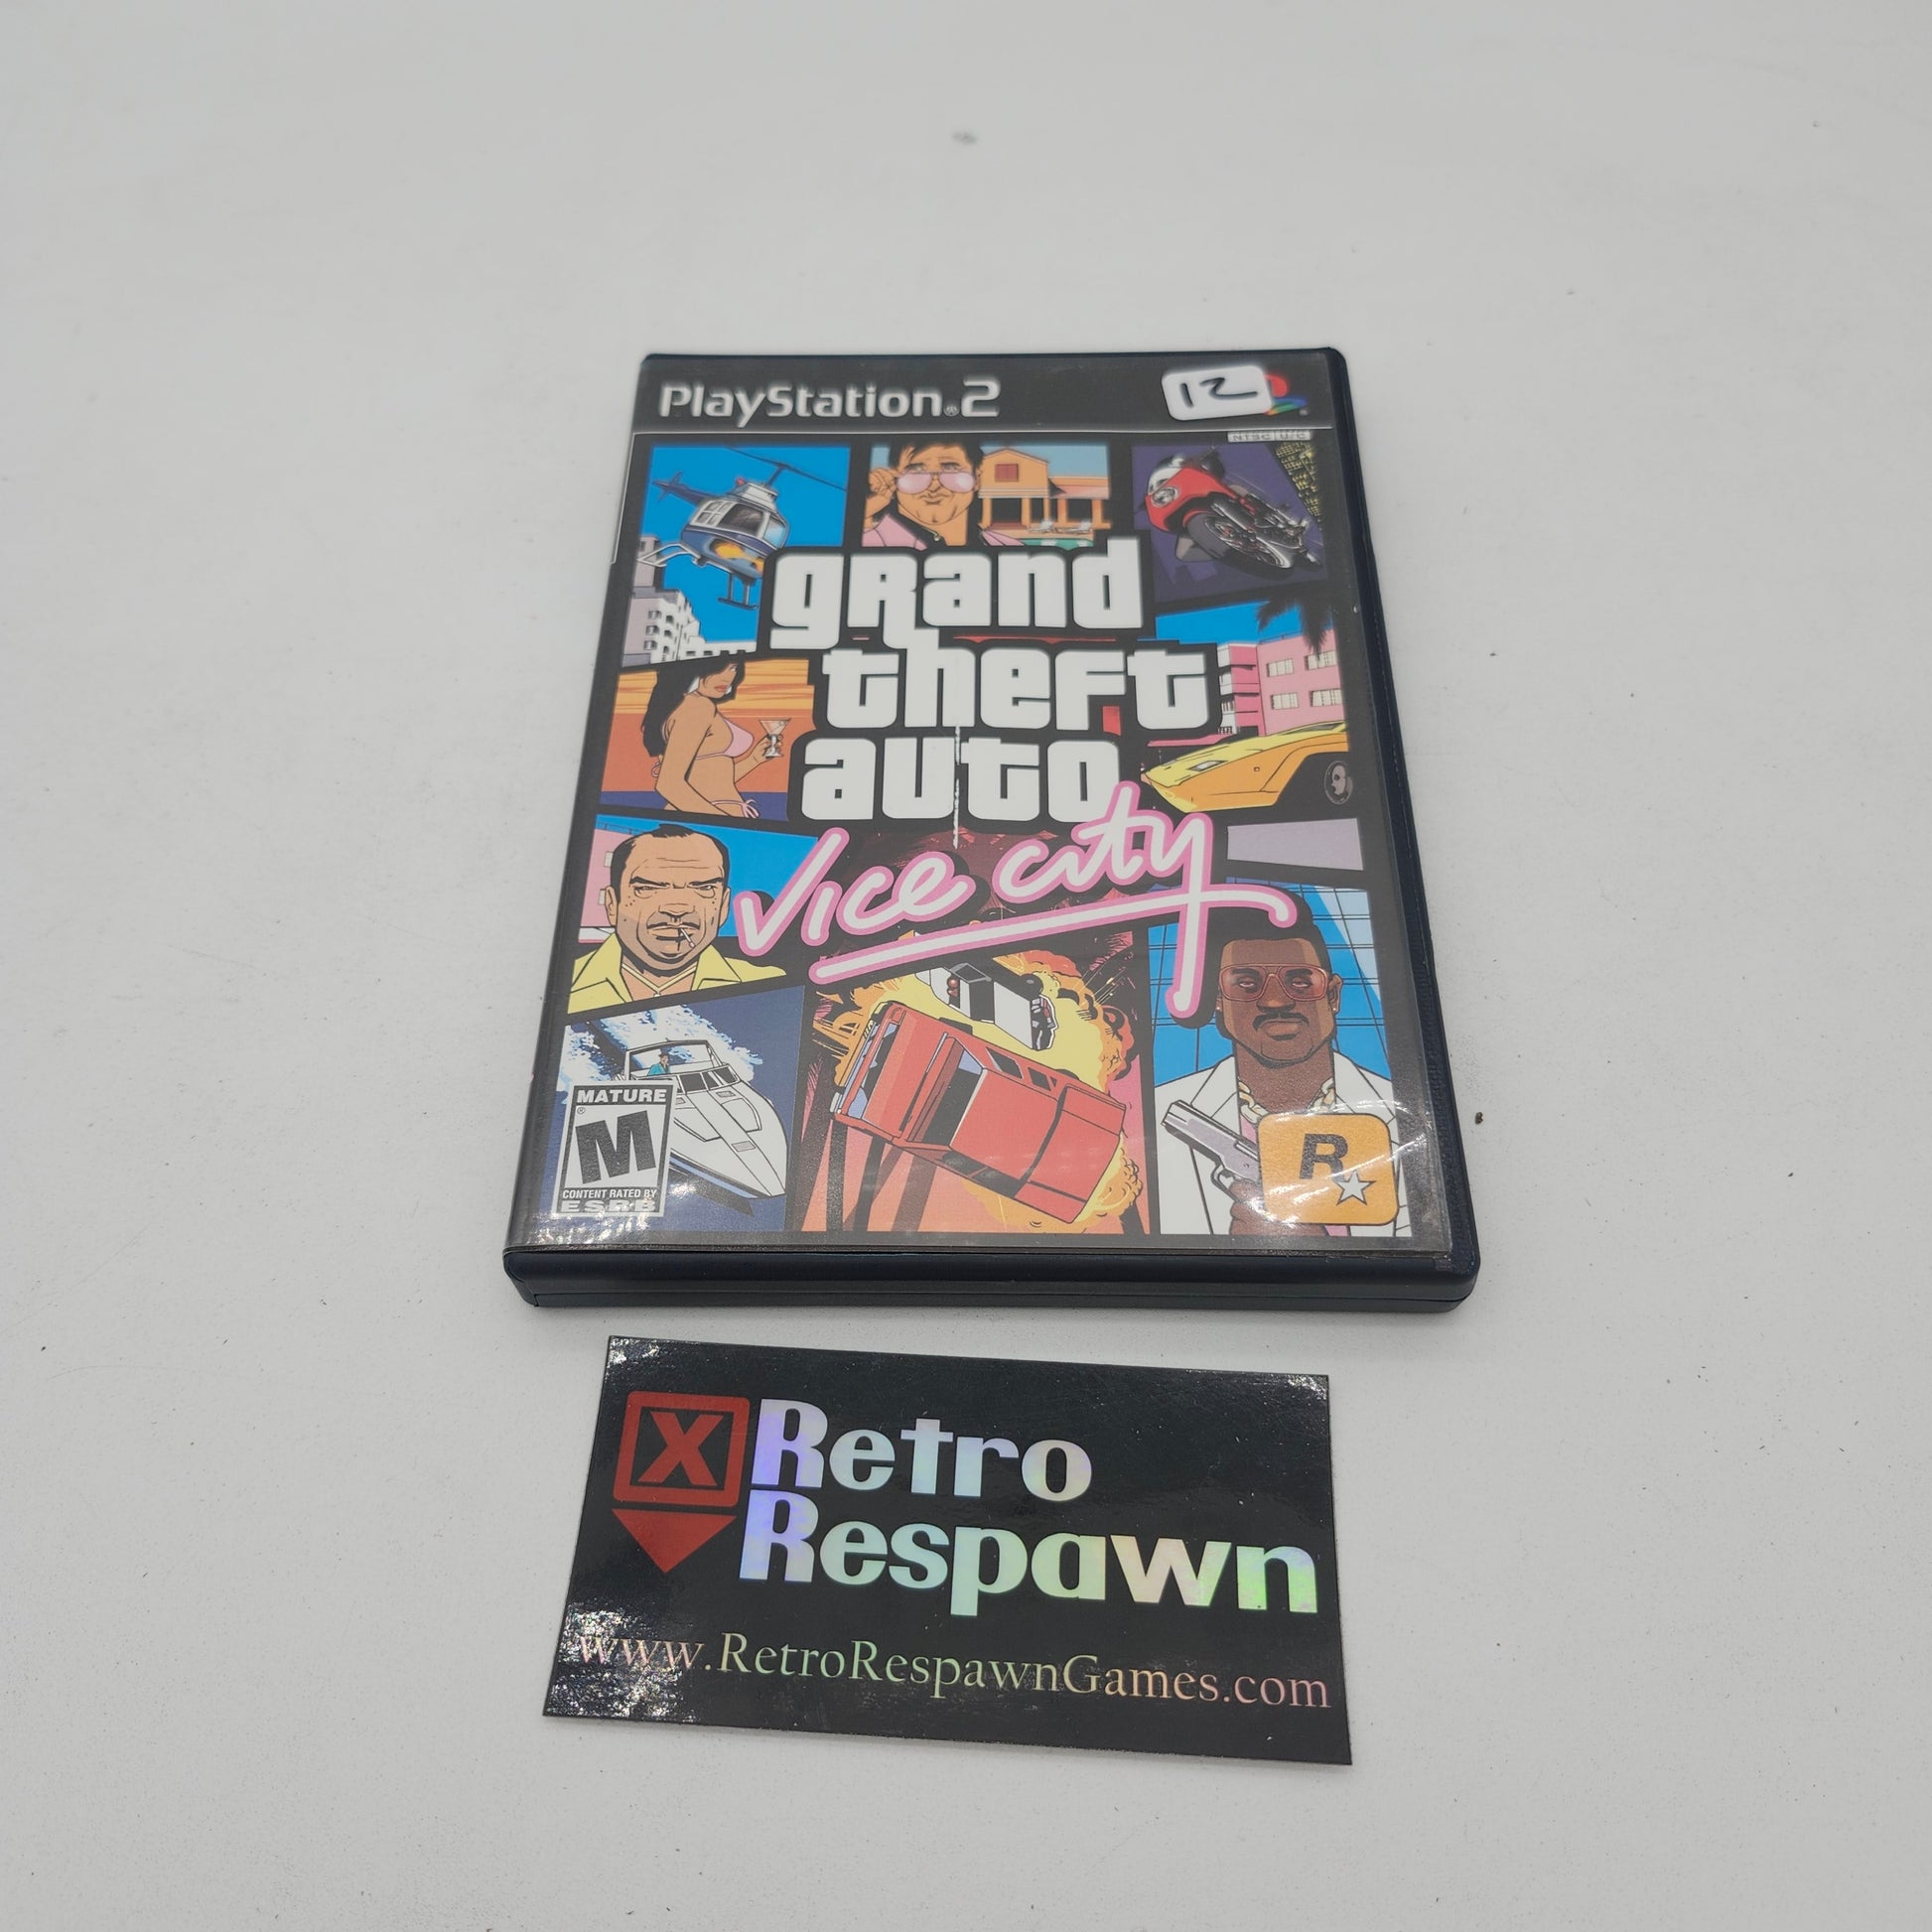 PlayStation®2
12
NTSC U/C
grand
theft
auto
vice city
MATURE
M
CONTENT RATED BY
ESRB
R
X
Retro
Respawn
www.RetroRespawnGames.com